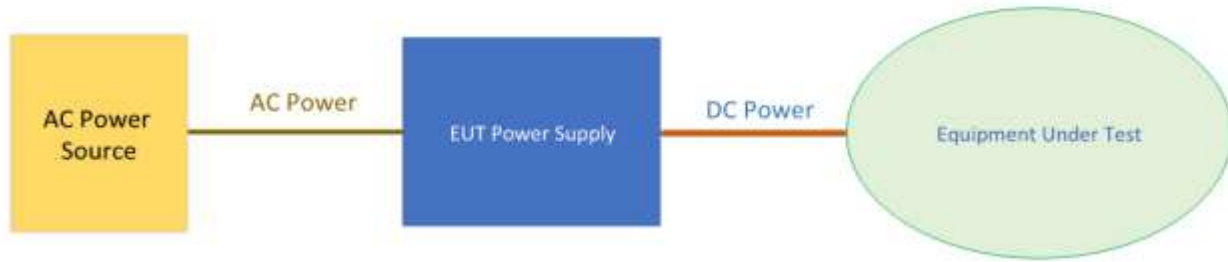 AC Power
Source
AC Power
EUT Power Supply
DC Power
Equipment Under Test